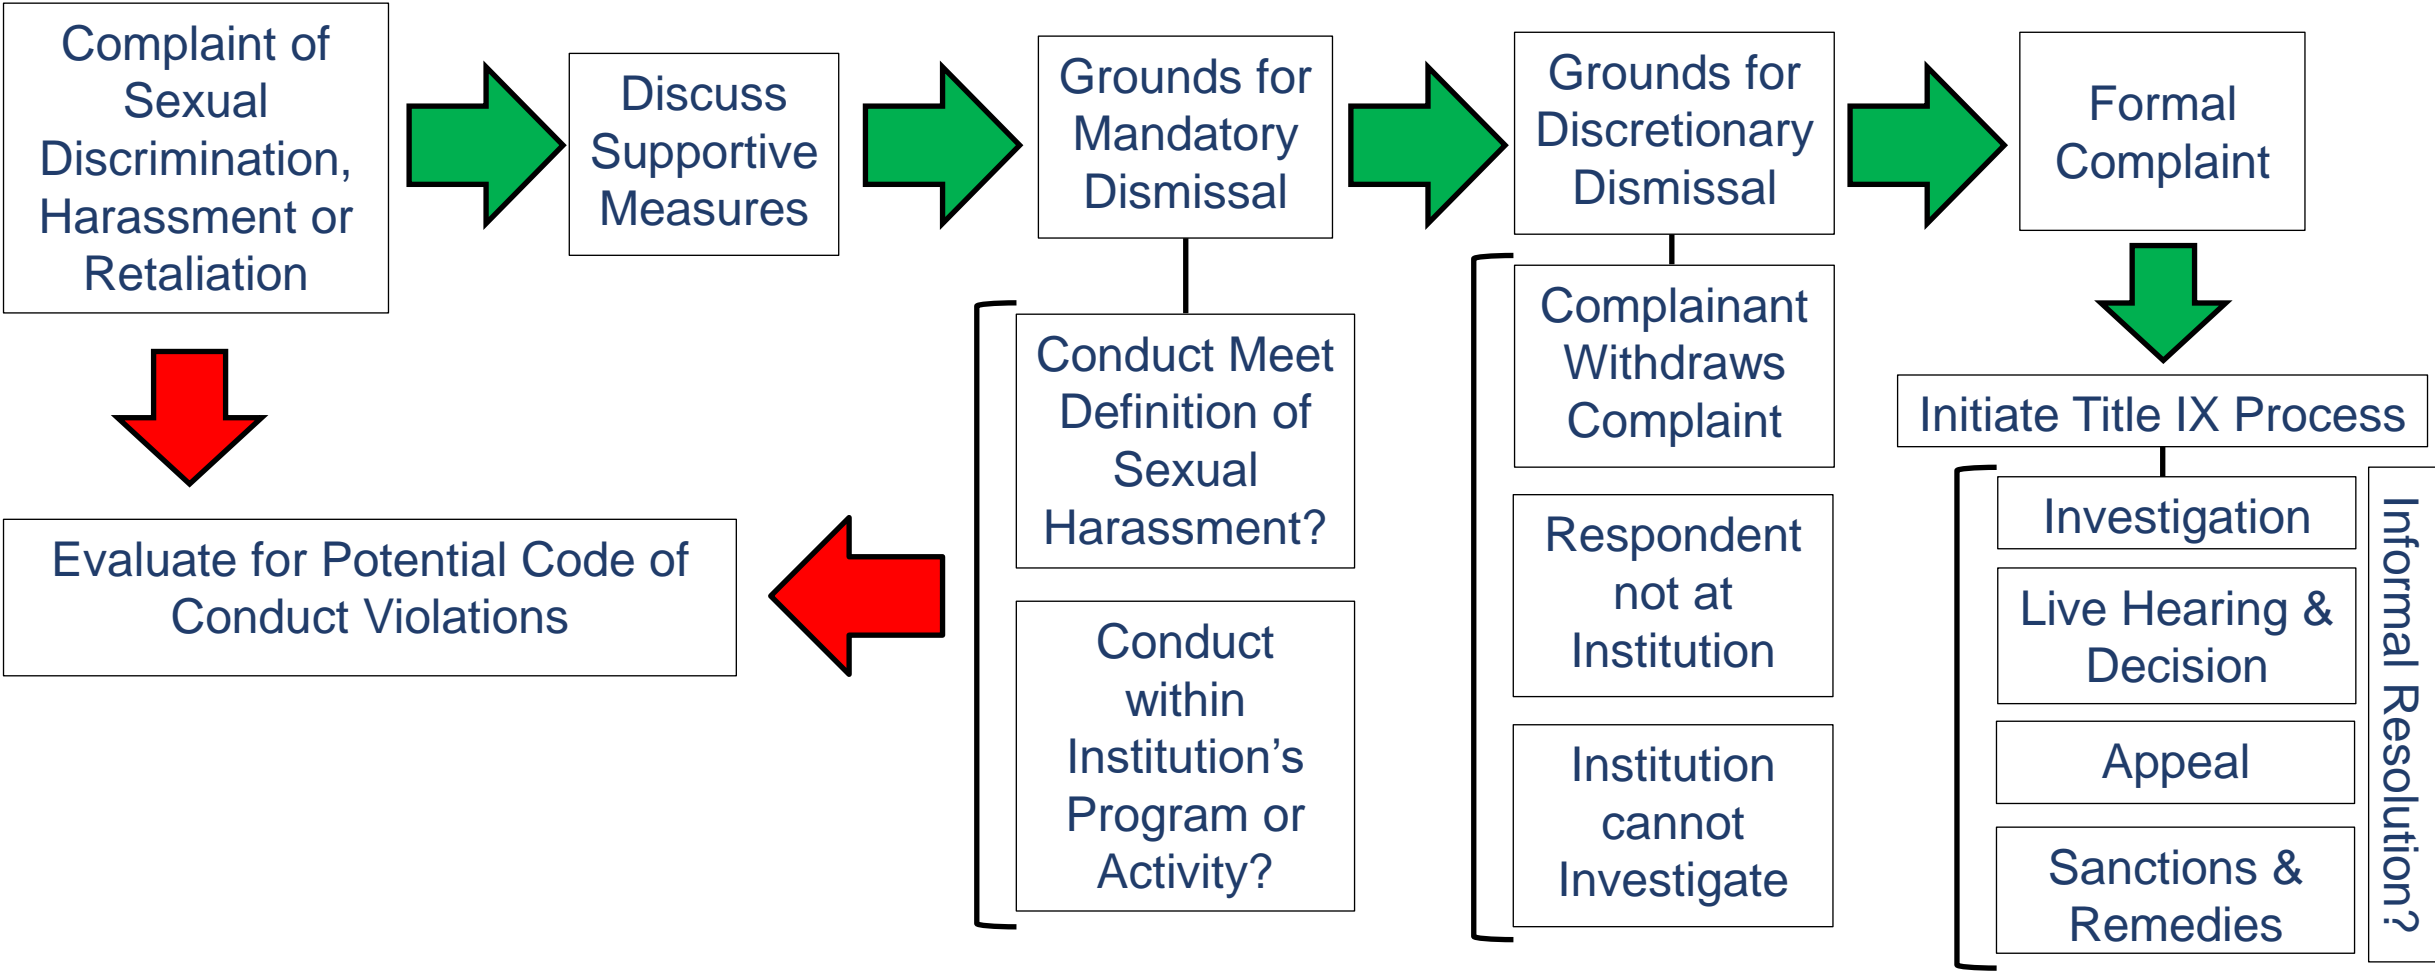 Complaint of
Sexual
Discrimination,
Harassment or
Retaliation
Discuss
Supportive
Measures
Grounds for
Mandatory
Dismissal
Grounds for
Discretionary
Dismissal
Formal
Complaint
Evaluate for Potential Code of
Conduct Violations
Conduct Meet
Definition of
Sexual
Harassment?
Conduct
within
Institution’s
Program or
Activity?
Complainant
Withdraws
Complaint
Respondent
not at
Institution
Institution
cannot
Investigate
Initiate Title IX Process
Investigation
Live Hearing &
Decision
Appeal
Sanctions &
Remedies
Informal Resolution?